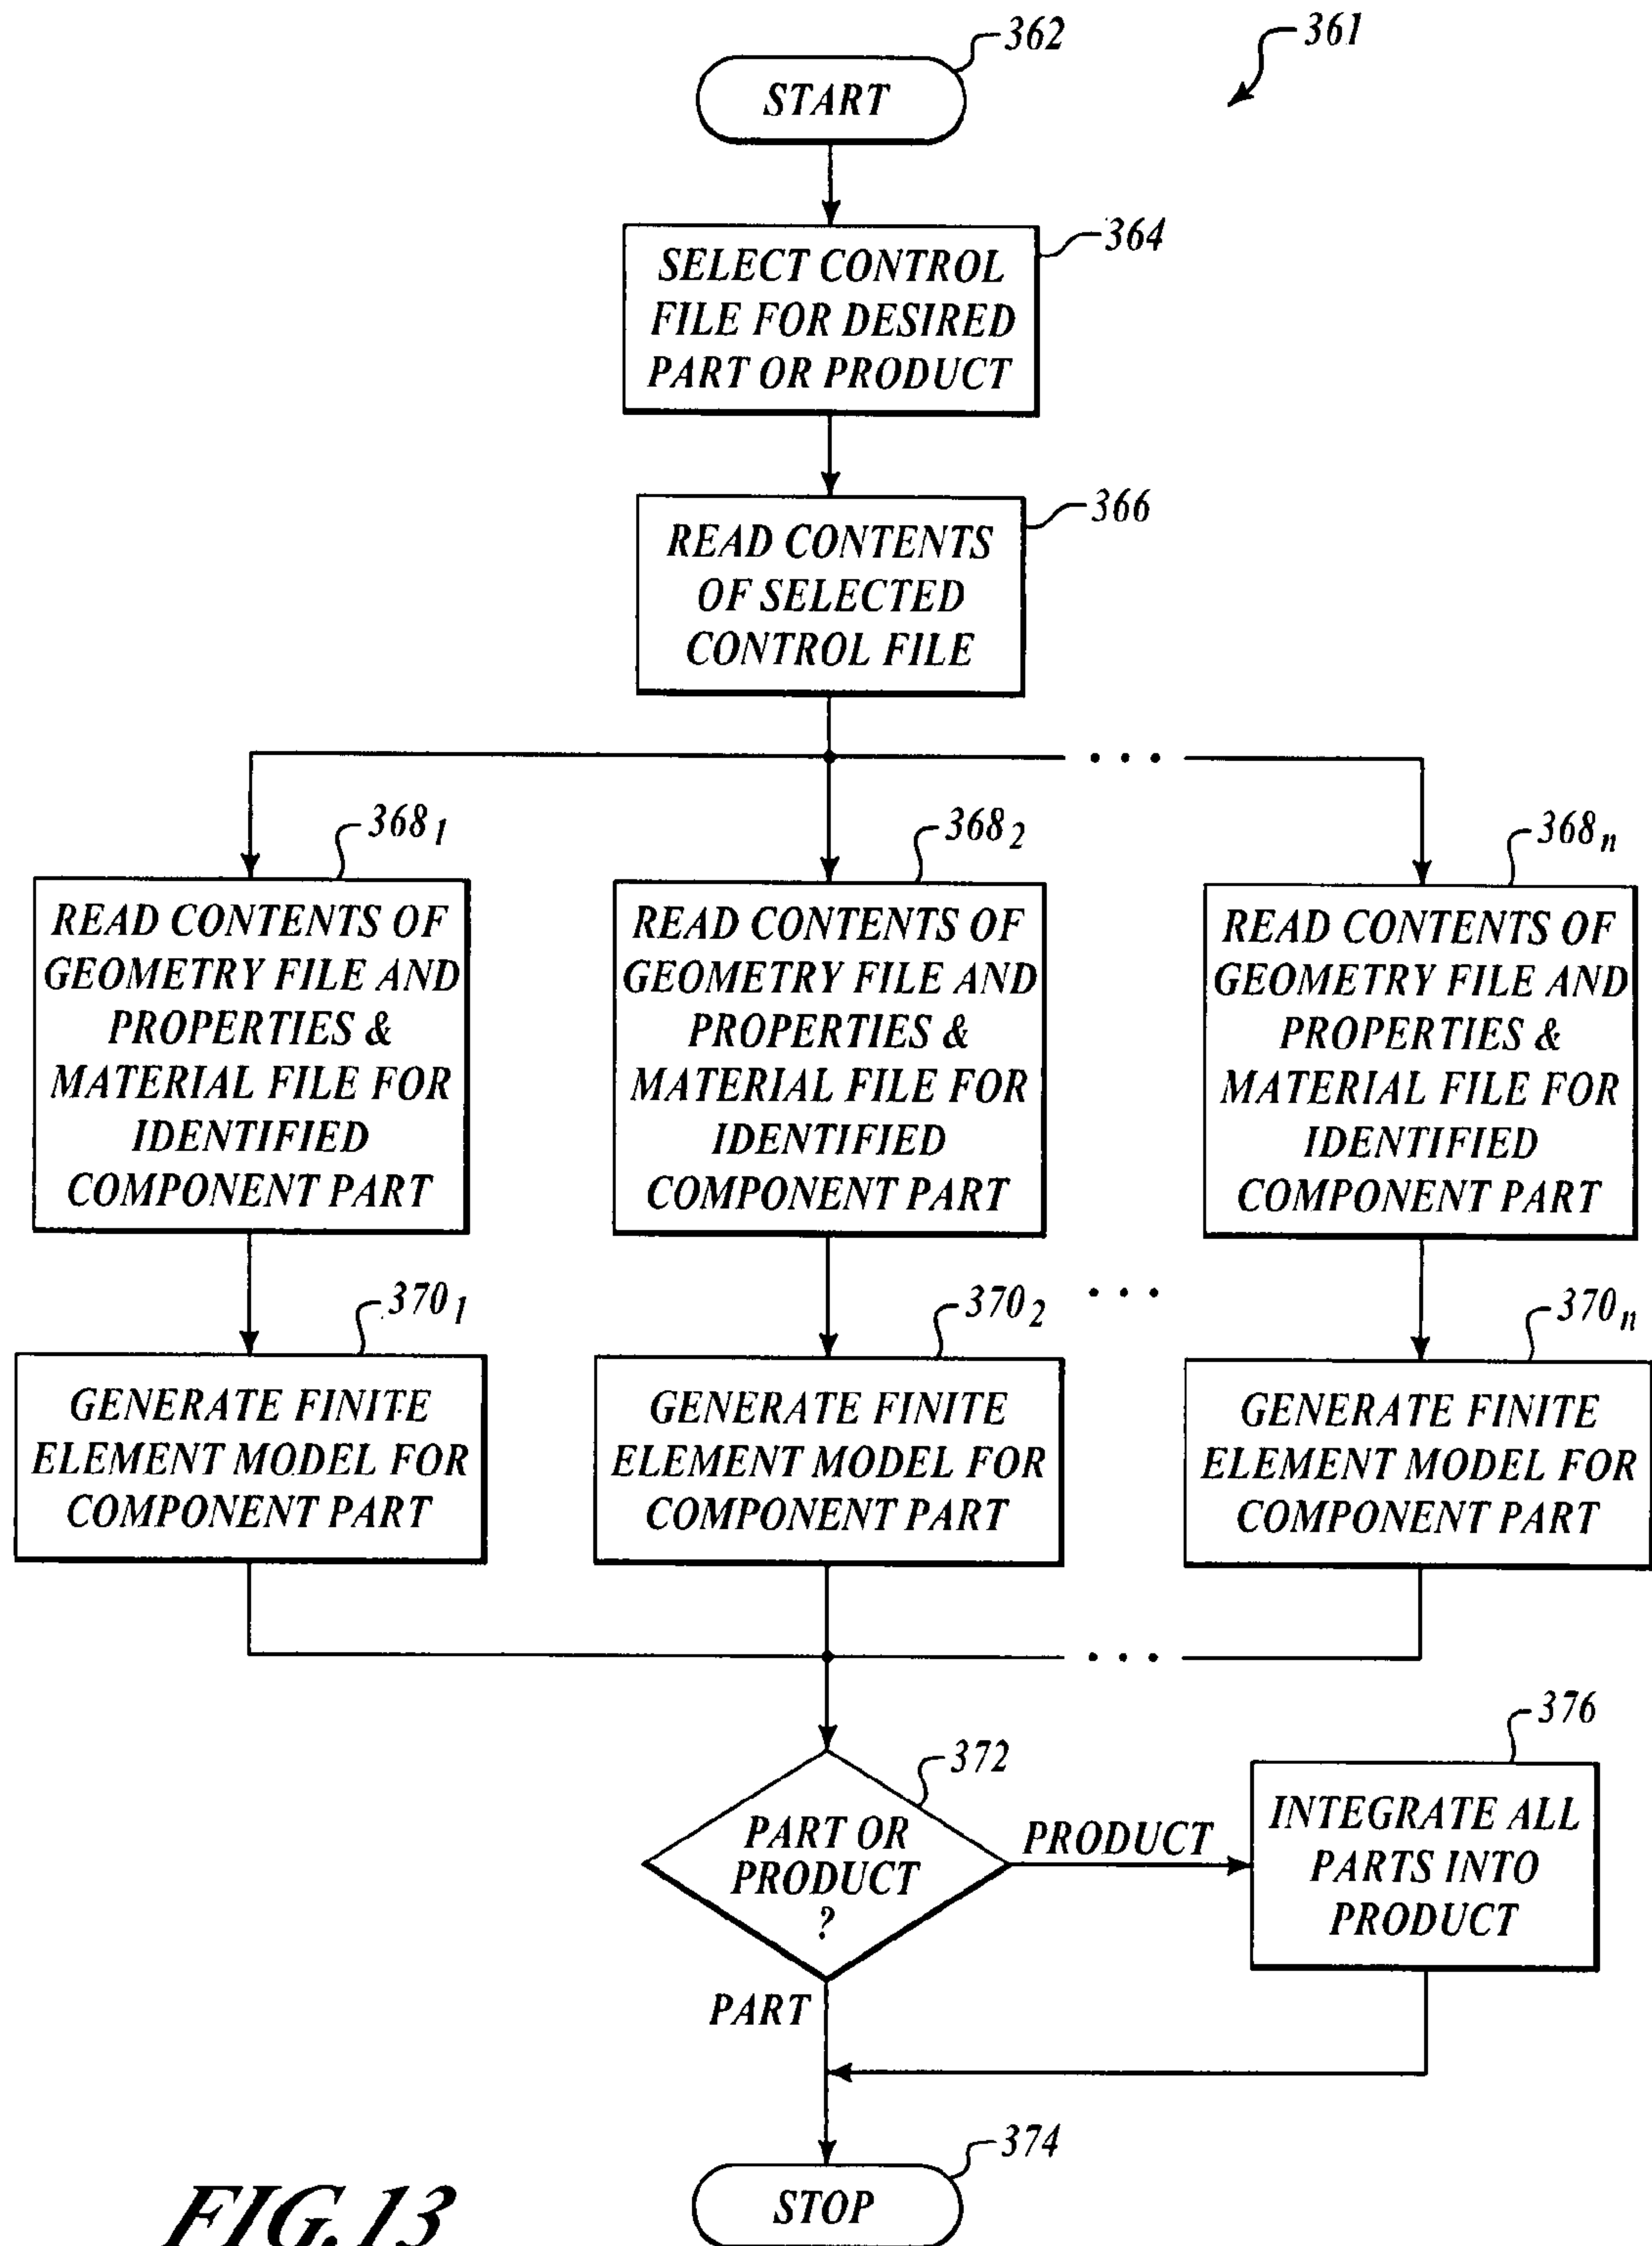 362
361
START
364
SELECT CONTROL
FILE FOR DESIRED
PART OR PRODUCT
366
READ CONTENTS
OF SELECTED
CONTROL FILE
368 1
368 2
368 n
READ CONTENTS OF
GEOMETRY FILE AND
PROPERTIES &
MATERIAL FILE FOR
IDENTIFIED
COMPONENT PART
READ CONTENTS OF
GEOMETRY FILE AND
PROPERTIES &
MATERIAL FILE FOR
IDENTIFIED
COMPONENT PART
READ CONTENTS OF
GEOMETRY FILE AND
PROPERTIES &
MATERIAL FILE FOR
IDENTIFIED
COMPONENT PART
. . .
370 1
370 2
370 n
GENERATE FINITE
ELEMENT MODEL FOR
COMPONENT PART
GENERATE FINITE
ELEMENT MODEL FOR
COMPONENT PART
GENERATE FINITE
ELEMENT MODEL FOR
COMPONENT PART
372
376
PART OR
PRODUCT
?
PRODUCT
INTEGRATE ALL
PARTS INTO
PRODUCT
PART
374
STOP
FIG. 13